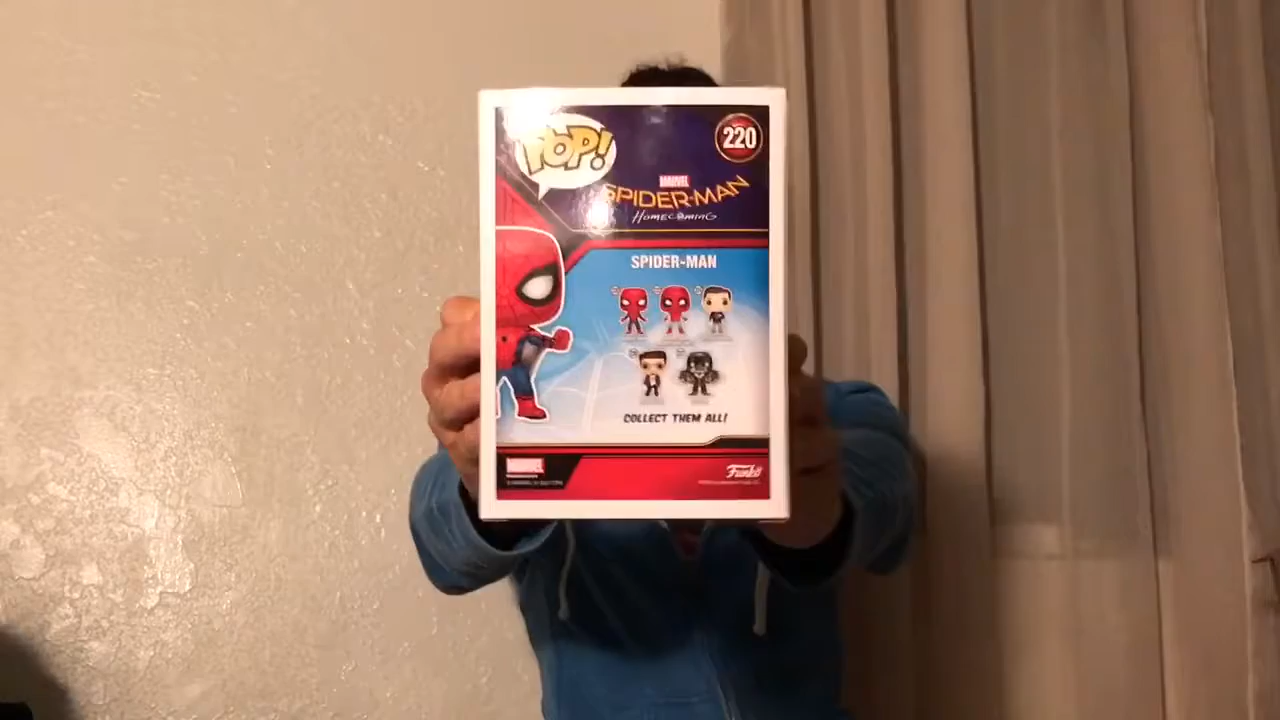 POP!
220
MARVEL
SPIDER-MAN
HOMECOMING
SPIDER-MAN
COLLECT THEM ALL!
MARVEL
Funko